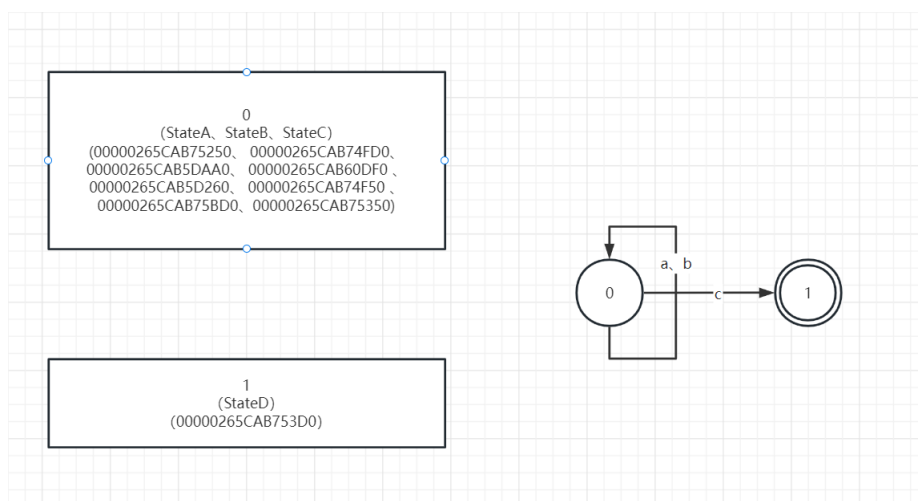 0
(StateA、StateB、StateC)
(00000265CAB75250、 00000265CAB74FD0、
00000265CAB5DAA0、 00000265CAB60DF0 、
00000265CAB5D260、 00000265CAB74F50 、
00000265CAB75BD0、00000265CAB75350)
a、b
0
c
1
1
(StateD)
(00000265CAB753D0)